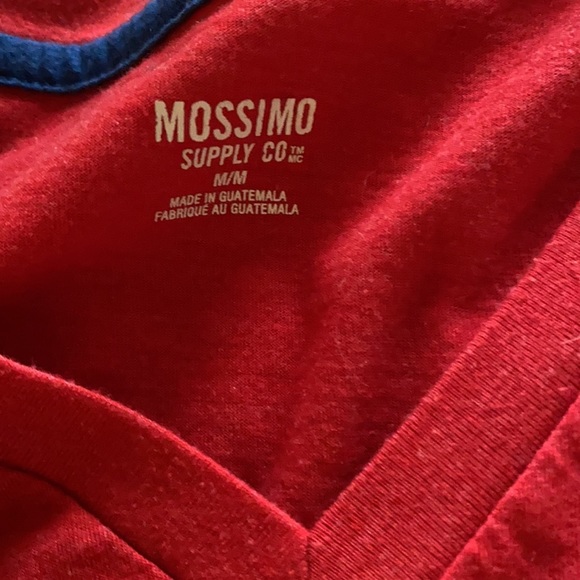 MOSSIMO
SUPPLY CO TM MC
M/M
MADE IN GUATEMALA
FABRIQUÉ AU GUATEMALA